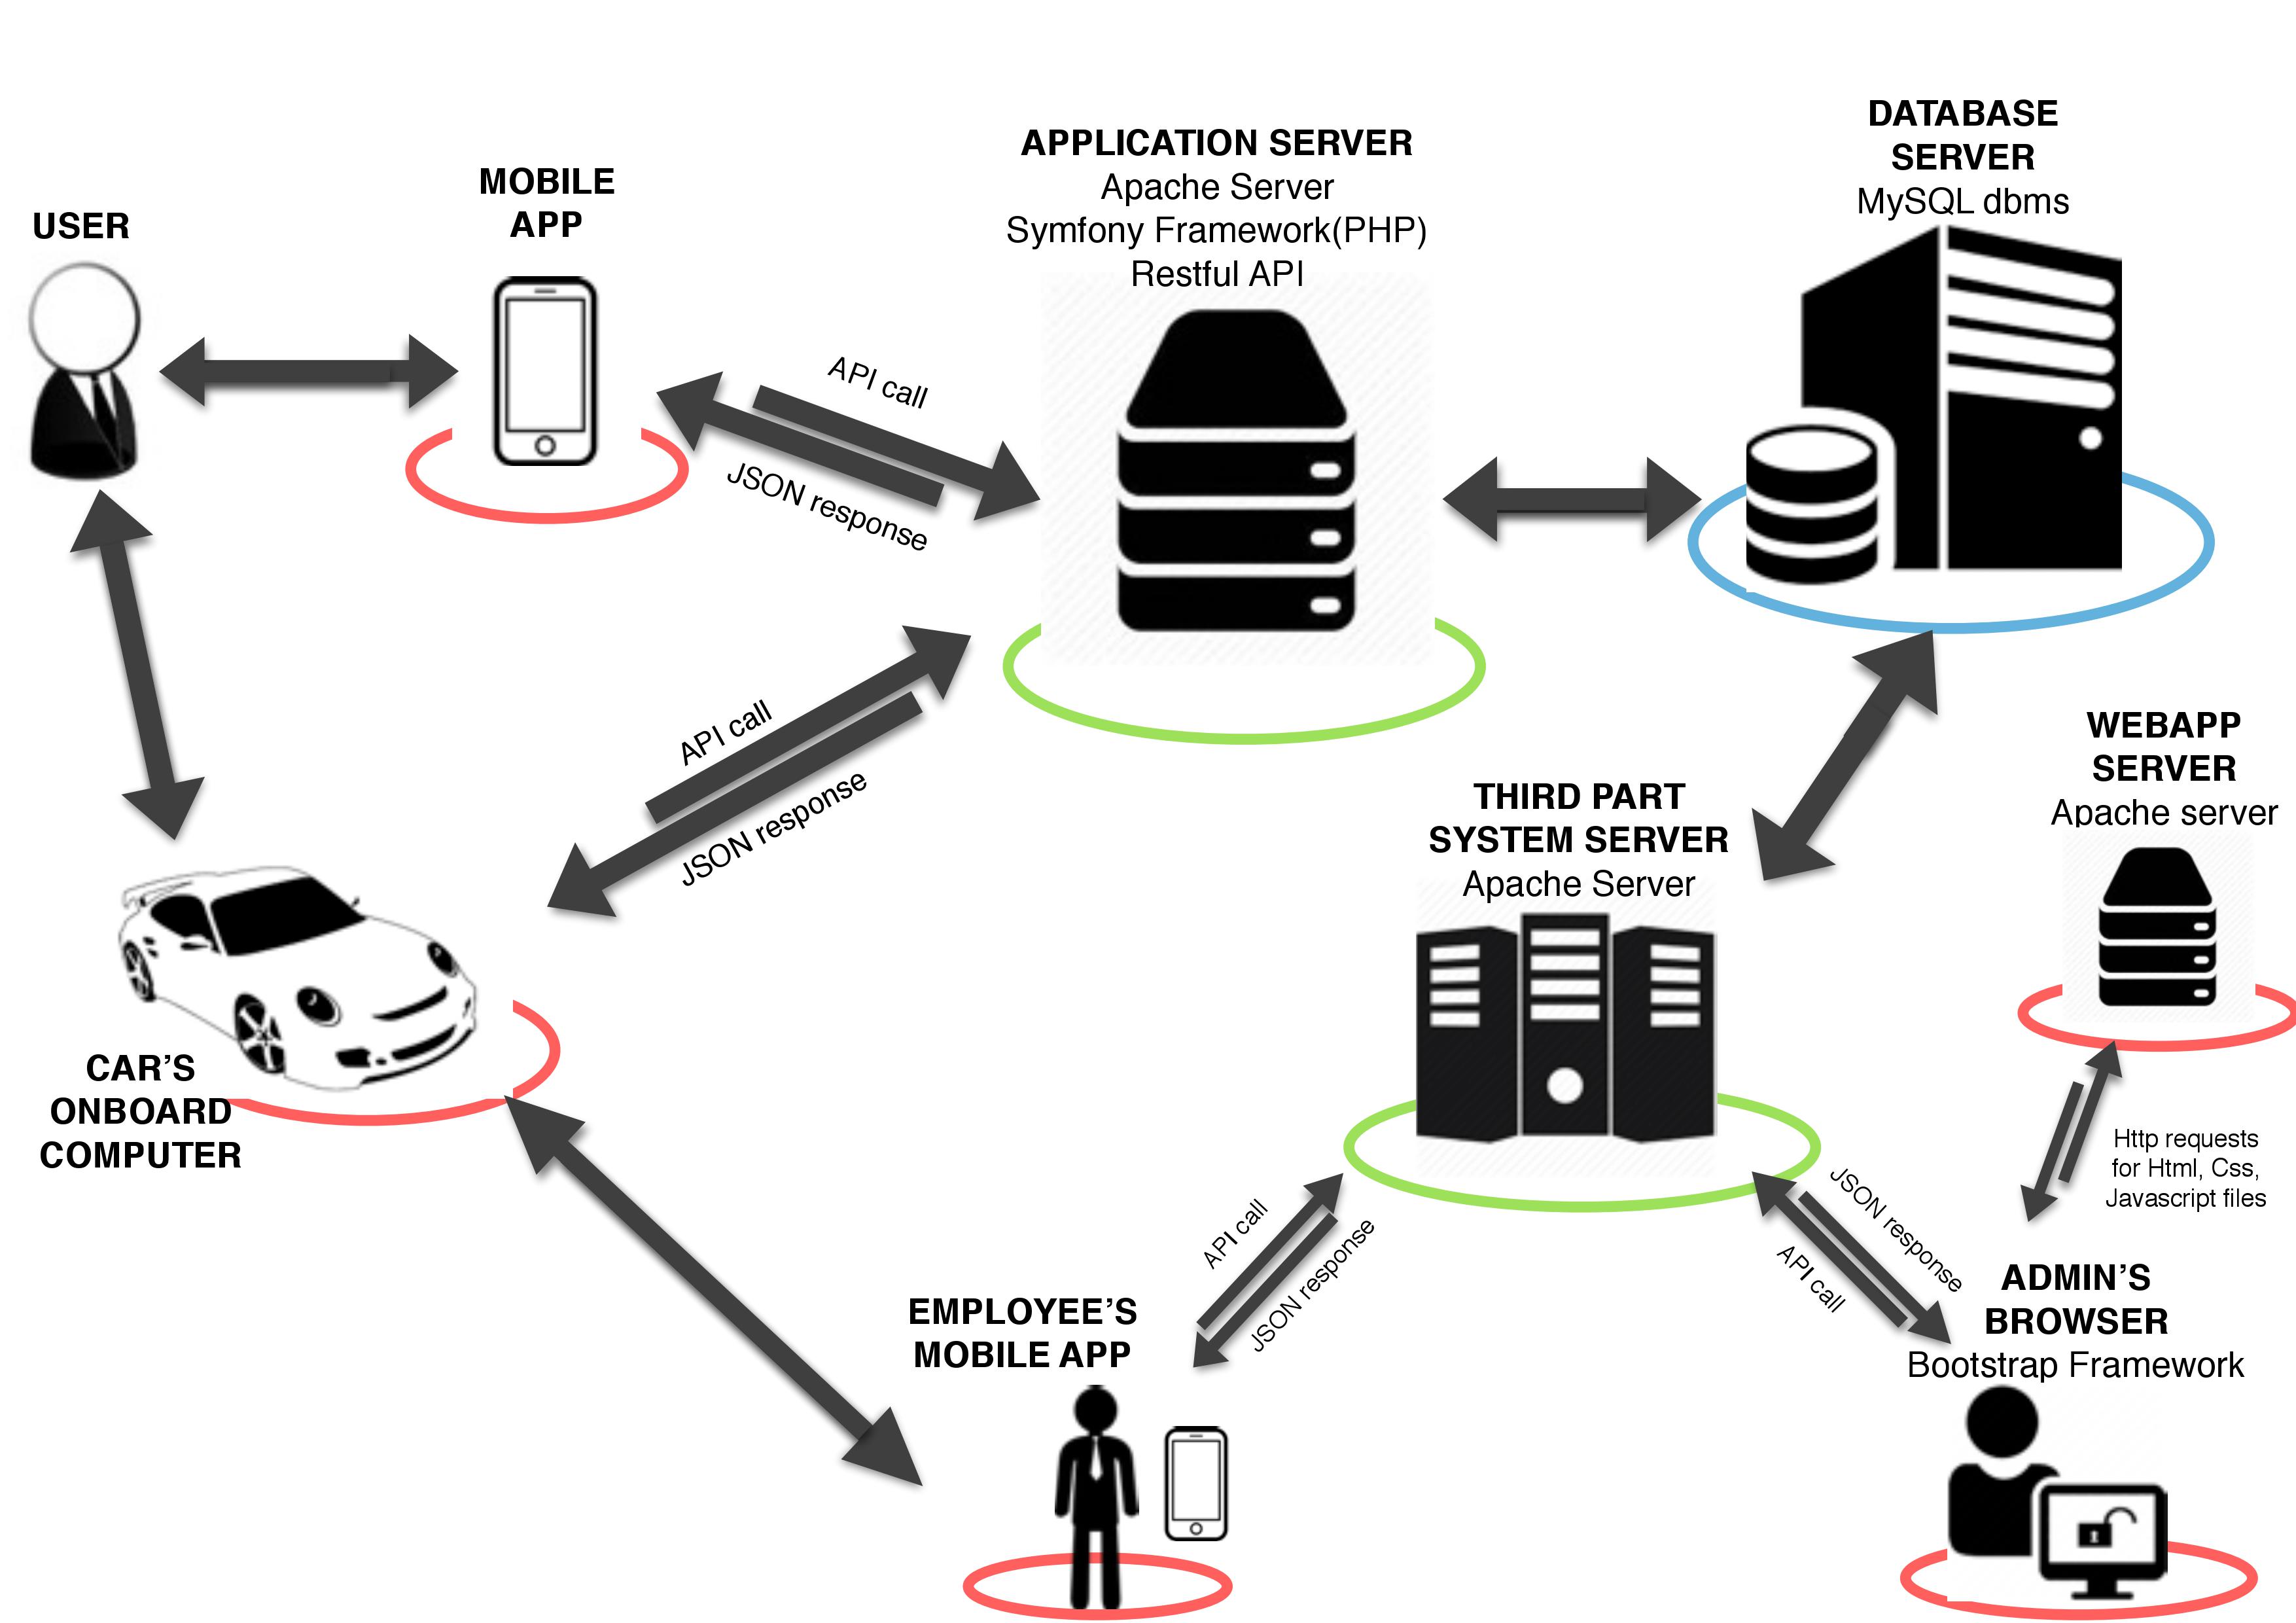 USER
MOBILE
APP
APPLICATION SERVER
Apache Server
Symfony Framework(PHP)
Restful API
DATABASE
SERVER
MySQL dbms
API call
JSON response
API call
JSON response
WEBAPP
SERVER
Apache server
THIRD PART
SYSTEM SERVER
Apache Server
CAR’S
ONBOARD
COMPUTER
Http requests
for Html, Css,
Javascript files
API call
JSON response
JSON response
API call
EMPLOYEE’S
MOBILE APP
ADMIN’S
BROWSER
Bootstrap Framework